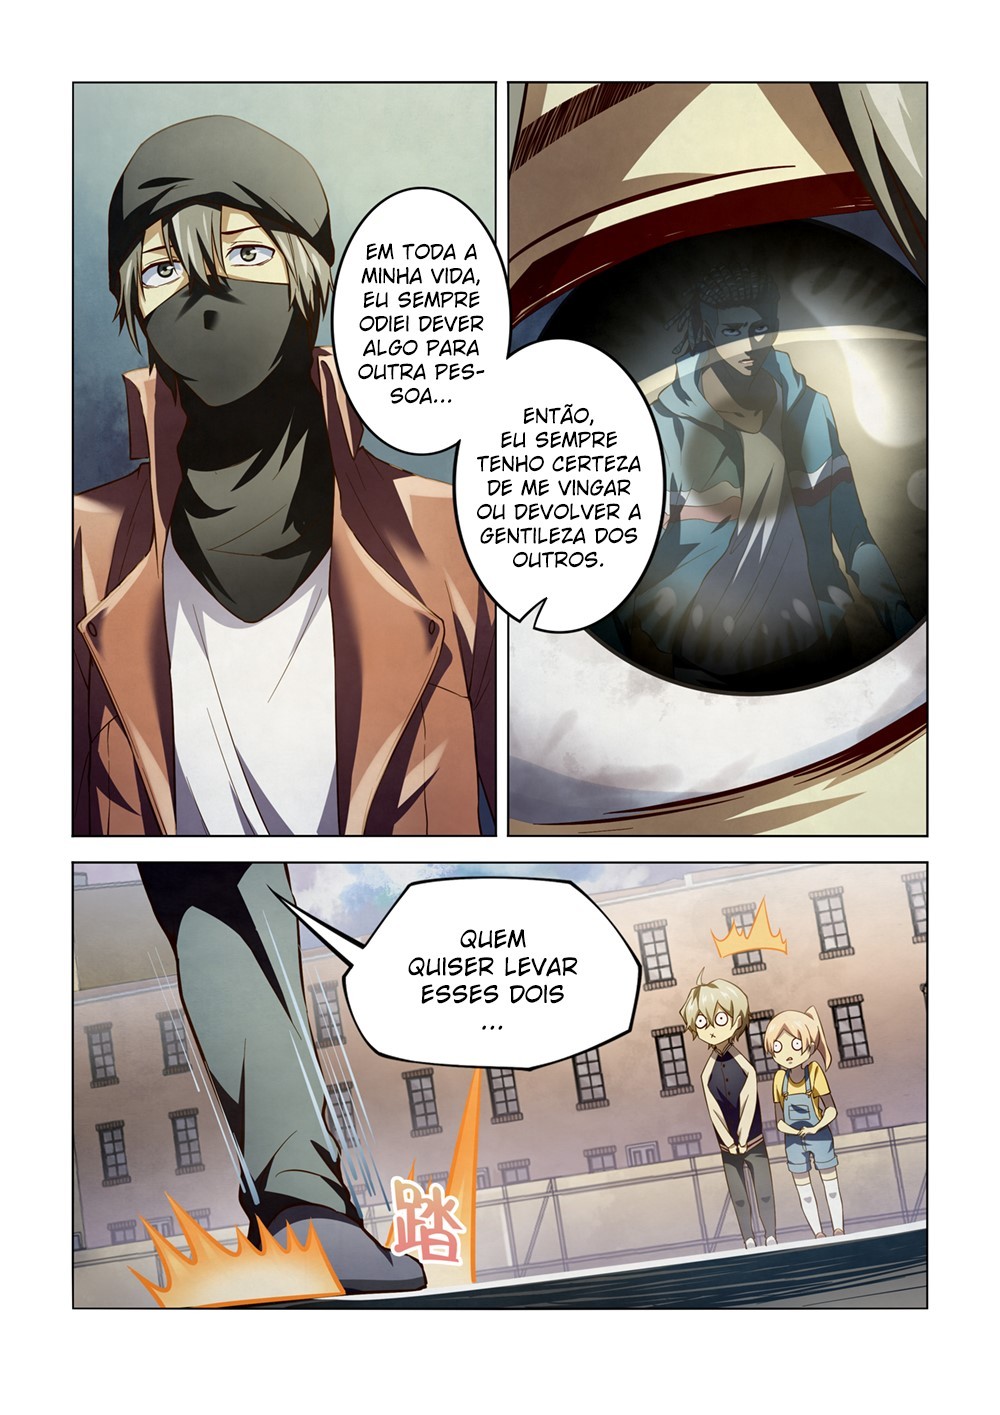 EM TODA A
MINHA VIDA,
EU SEMPRE
ODIEI DEVER
ALGO PARA
OUTRA PES-
SOA...
ENTÃO,
EU SEMPRE
TENHO CERTEZA
DE ME VINGAR
OU DEVOLVER A
GENTILEZA DOS
OUTROS.
QUEM
QUISER LEVAR
ESSES DOIS
...
踏